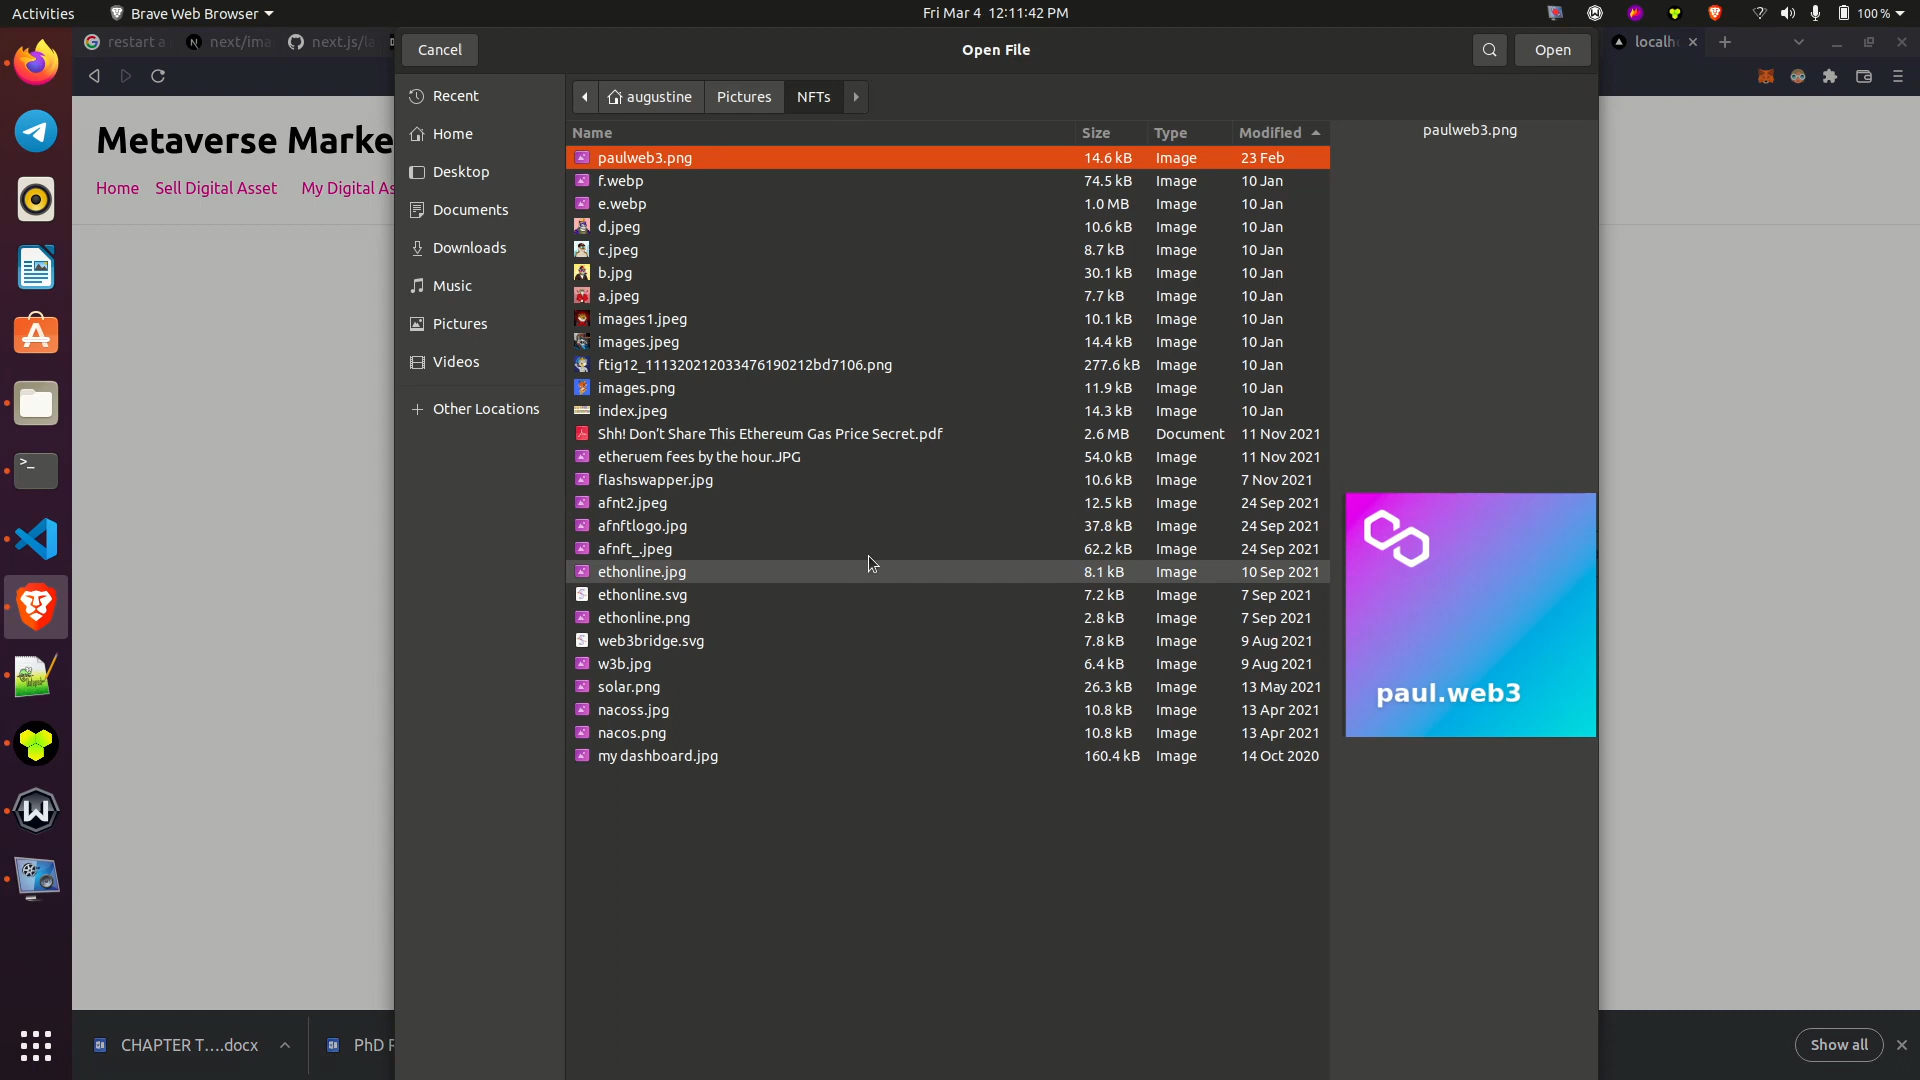 Activities
Brave Web Browser
Fri Mar 4 12:11:42 PM
100 %
restart a
next/ima
next.js/la
Cancel
Open File
Open
localh
Metaverse Marke
Home Sell Digital Asset My Digital As
Recent
Home
Desktop
Documents
Downloads
Music
Pictures
Videos
Other Locations
augustine Pictures NFTs
Name Size Type Modified
paulweb3.png 14.6 kB Image 23 Feb
f.webp 74.5 kB Image 10 Jan
e.webp 1.0 MB Image 10 Jan
d.jpeg 10.6 kB Image 10 Jan
c.jpeg 8.7 kB Image 10 Jan
b.jpg 30.1 kB Image 10 Jan
a.jpeg 7.7 kB Image 10 Jan
images1.jpeg 10.1 kB Image 10 Jan
images.jpeg 14.4 kB Image 10 Jan
ftig12_111320212033476190212bd7106.png 277.6 kB Image 10 Jan
images.png 11.9 kB Image 10 Jan
index.jpeg 14.3 kB Image 10 Jan
Shh! Don't Share This Ethereum Gas Price Secret.pdf 2.6 MB Document 11 Nov 2021
etheruem fees by the hour.JPG 54.0 kB Image 11 Nov 2021
flashswapper.jpg 10.6 kB Image 7 Nov 2021
afnt2.jpeg 12.5 kB Image 24 Sep 2021
afnftlogo.jpg 37.8 kB Image 24 Sep 2021
afnft_.jpeg 62.2 kB Image 24 Sep 2021
ethonline.jpg 8.1 kB Image 10 Sep 2021
ethonline.svg 7.2 kB Image 7 Sep 2021
ethonline.png 2.8 kB Image 7 Sep 2021
web3bridge.svg 7.8 kB Image 9 Aug 2021
w3b.jpg 6.4 kB Image 9 Aug 2021
solar.png 26.3 kB Image 13 May 2021
nacoss.jpg 10.8 kB Image 13 Apr 2021
nacos.png 10.8 kB Image 13 Apr 2021
my dashboard.jpg 160.4 kB Image 14 Oct 2020
paulweb3.png
paul.web3
CHAPTER T....docx
PhD F
Show all